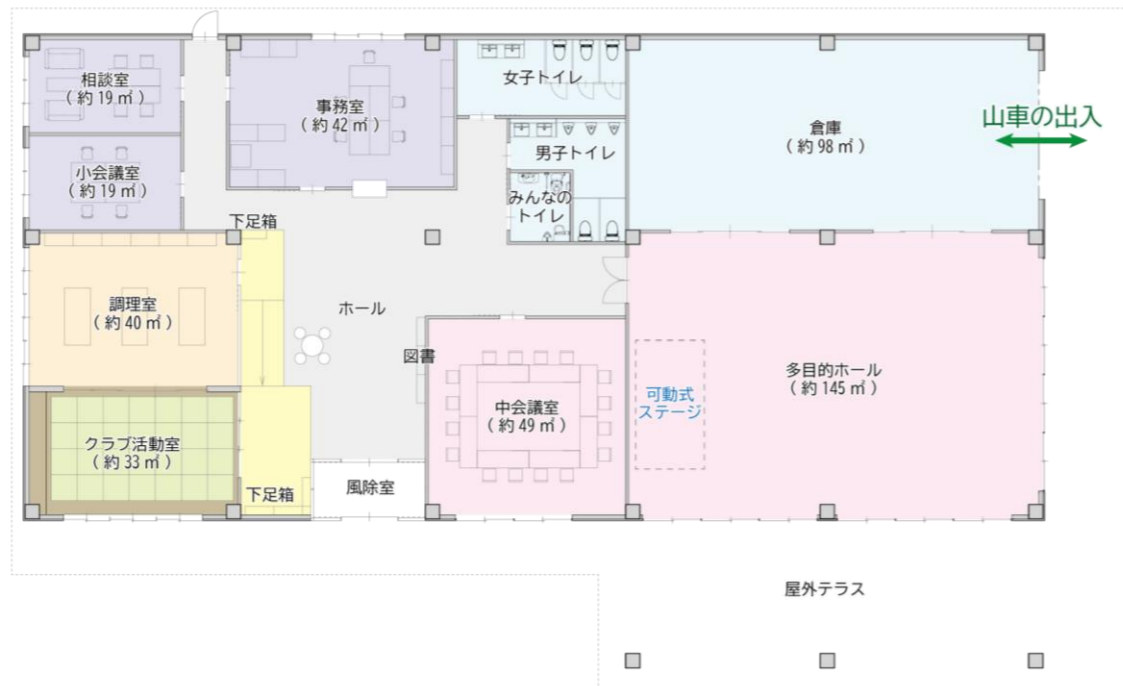 相談室
（ 約 19 ㎡ ）
事務室
（ 約 42 ㎡ ）
女子トイレ
倉庫
（ 約 98 ㎡ ）
山車の出入
小会議室
（ 約 19 ㎡ ）
男子トイレ
みんなの
トイレ
下足箱
調理室
（ 約 40 ㎡ ）
ホール
図書
多目的ホール
（ 約 145 ㎡ ）
可動式
ステージ
中会議室
（ 約 49 ㎡ ）
クラブ活動室
（ 約 33 ㎡ ）
下足箱
風除室
屋外テラス